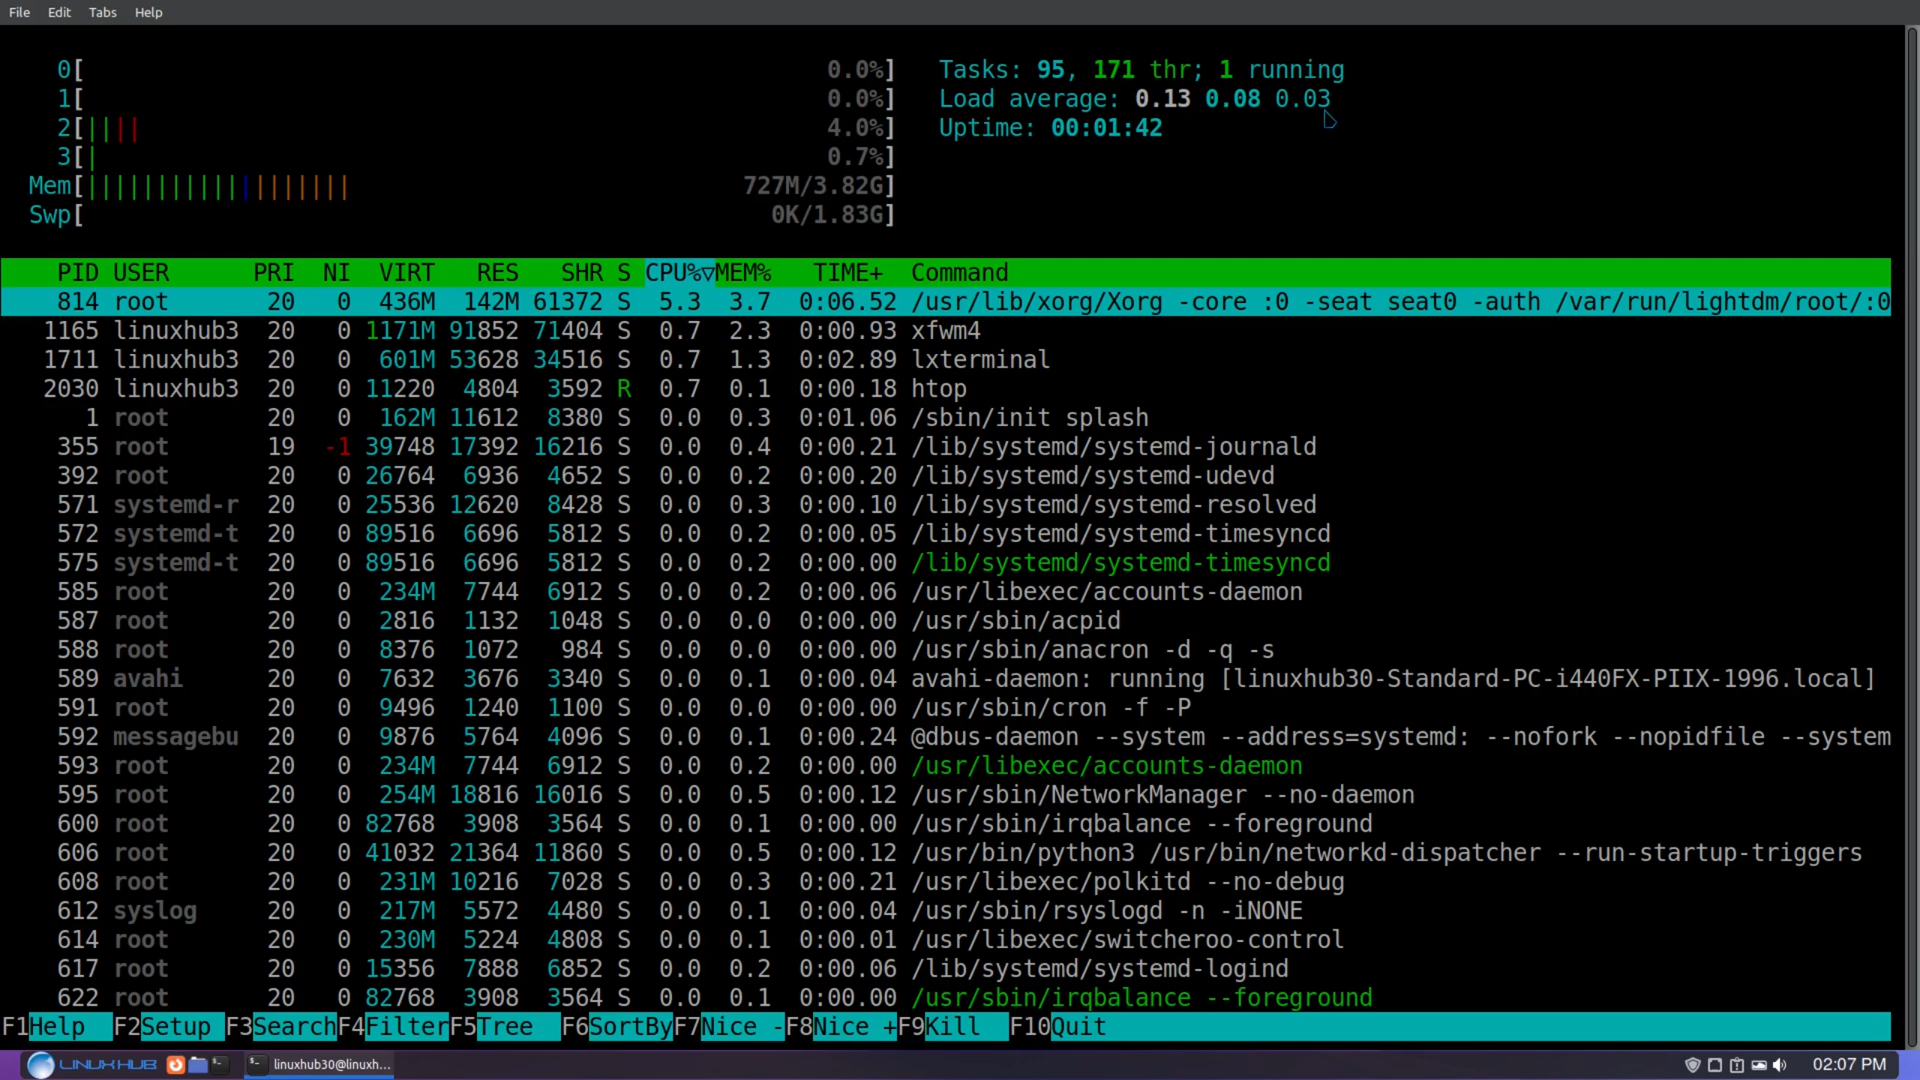 File Edit Tabs Help
0[ 0.0%] Tasks: 95, 171 thr; 1 running
1[ 0.0%] Load average: 0.13 0.08 0.03
2[|||| 4.0%] Uptime: 00:01:42
3[| 0.7%]
Mem[||||||||||||||||||| 727M/3.82G]
Swp[ 0K/1.83G]
PID USER PRI NI VIRT RES SHR S CPU%▽MEM% TIME+ Command
814 root 20 0 436M 142M 61372 S 5.3 3.7 0:06.52 /usr/lib/xorg/Xorg -core :0 -seat seat0 -auth /var/run/lightdm/root/:0
1165 linuxhub3 20 0 1171M 91852 71404 S 0.7 2.3 0:00.93 xfwm4
1711 linuxhub3 20 0 601M 53628 34516 S 0.7 1.3 0:02.89 lxterminal
2030 linuxhub3 20 0 11220 4804 3592 R 0.7 0.1 0:00.18 htop
1 root 20 0 162M 11612 8380 S 0.0 0.3 0:01.06 /sbin/init splash
355 root 19 -1 39748 17392 16216 S 0.0 0.4 0:00.21 /lib/systemd/systemd-journald
392 root 20 0 26764 6936 4652 S 0.0 0.2 0:00.20 /lib/systemd/systemd-udevd
571 systemd-r 20 0 25536 12620 8428 S 0.0 0.3 0:00.10 /lib/systemd/systemd-resolved
572 systemd-t 20 0 89516 6696 5812 S 0.0 0.2 0:00.05 /lib/systemd/systemd-timesyncd
575 systemd-t 20 0 89516 6696 5812 S 0.0 0.2 0:00.00 /lib/systemd/systemd-timesyncd
585 root 20 0 234M 7744 6912 S 0.0 0.2 0:00.06 /usr/libexec/accounts-daemon
587 root 20 0 2816 1132 1048 S 0.0 0.0 0:00.00 /usr/sbin/acpid
588 root 20 0 8376 1072 984 S 0.0 0.0 0:00.00 /usr/sbin/anacron -d -q -s
589 avahi 20 0 7632 3676 3340 S 0.0 0.1 0:00.04 avahi-daemon: running [linuxhub30-Standard-PC-i440FX-PIIX-1996.local]
591 root 20 0 9496 1240 1100 S 0.0 0.0 0:00.00 /usr/sbin/cron -f -P
592 messagebu 20 0 9876 5764 4096 S 0.0 0.1 0:00.24 @dbus-daemon --system --address=systemd: --nofork --nopidfile --system
593 root 20 0 234M 7744 6912 S 0.0 0.2 0:00.00 /usr/libexec/accounts-daemon
595 root 20 0 254M 18816 16016 S 0.0 0.5 0:00.12 /usr/sbin/NetworkManager --no-daemon
600 root 20 0 82768 3908 3564 S 0.0 0.1 0:00.00 /usr/sbin/irqbalance --foreground
606 root 20 0 41032 21364 11860 S 0.0 0.5 0:00.12 /usr/bin/python3 /usr/bin/networkd-dispatcher --run-startup-triggers
608 root 20 0 231M 10216 7028 S 0.0 0.3 0:00.21 /usr/libexec/polkitd --no-debug
612 syslog 20 0 217M 5572 4480 S 0.0 0.1 0:00.04 /usr/sbin/rsyslogd -n -iNONE
614 root 20 0 230M 5224 4808 S 0.0 0.1 0:00.01 /usr/libexec/switcheroo-control
617 root 20 0 15356 7888 6852 S 0.0 0.2 0:00.06 /lib/systemd/systemd-logind
622 root 20 0 82768 3908 3564 S 0.0 0.1 0:00.00 /usr/sbin/irqbalance --foreground
F1Help F2Setup F3SearchF4FilterF5Tree F6SortByF7Nice -F8Nice +F9Kill F10Quit
LINUX HUB linuxhub30@linuxh... 02:07 PM